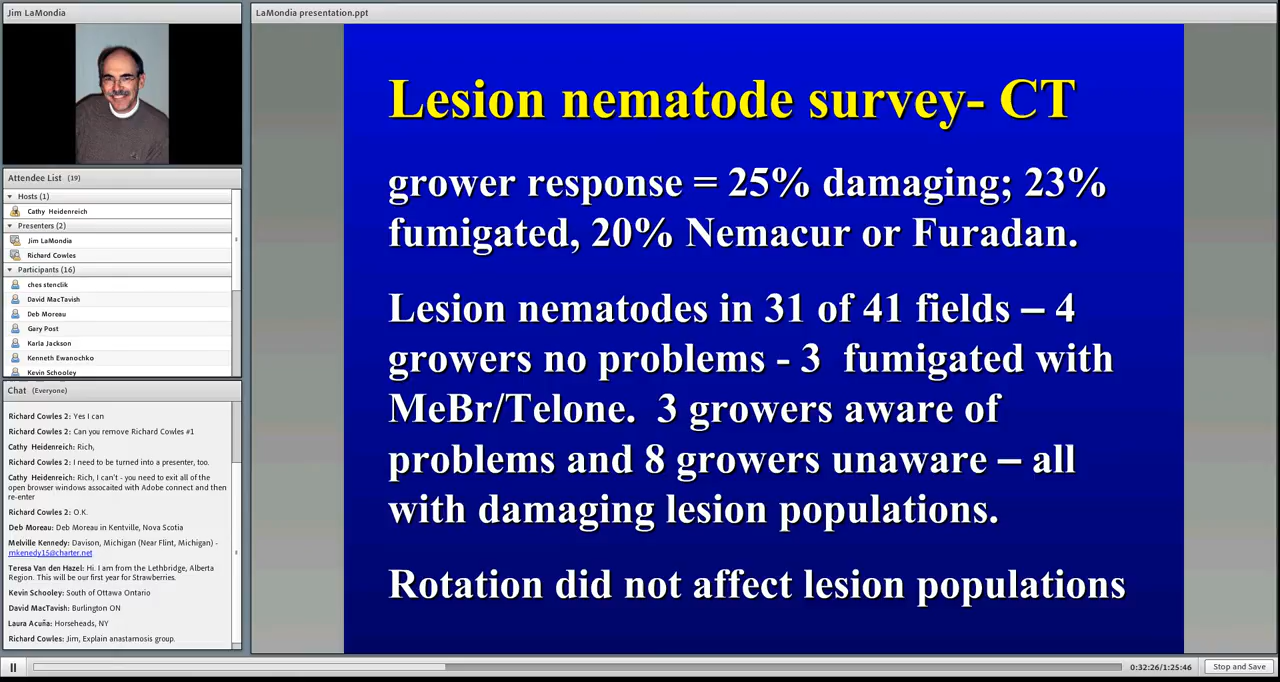 Jim LaMondia
LaMondia presentation.ppt
Attendee List (19)
Hosts (1)
Cathy Heidenreich
Presenters (2)
Jim LaMondia
Richard Cowles
Participants (16)
ches stenclik
David MacTavish
Deb Moreau
Gary Post
Karla Jackson
Kenneth Ewanochko
Kevin Schooley
Chat (Everyone)
Richard Cowles 2: Yes I can
Richard Cowles 2: Can you remove Richard Cowles #1
Cathy Heidenreich: Rich,
Richard Cowles 2: I need to be turned into a presenter, too.
Cathy Heidenreich: Rich, I can't - you need to exit all of the
open browser windows assocaited with Adobe connect and then
re-enter
Richard Cowles 2: O.K.
Deb Moreau: Deb Moreau in Kentville, Nova Scotia
Melville Kennedy: Davison, Michigan (Near Flint, Michigan) -
mkenedy15@charter.net
Teresa Van den Hazel: Hi. I am from the Lethbridge, Alberta
Region. This will be our first year for Strawberries.
Kevin Schooley: South of Ottawa Ontario
David MacTavish: Burlington ON
Laura Acuña: Horseheads, NY
Richard Cowles: Jim, Explain anastamosis group.
Lesion nematode survey- CT
grower response = 25% damaging; 23%
fumigated, 20% Nemacur or Furadan.
Lesion nematodes in 31 of 41 fields – 4
growers no problems - 3 fumigated with
MeBr/Telone. 3 growers aware of
problems and 8 growers unaware – all
with damaging lesion populations.
Rotation did not affect lesion populations
0:32:26/1:25:46
Stop and Save